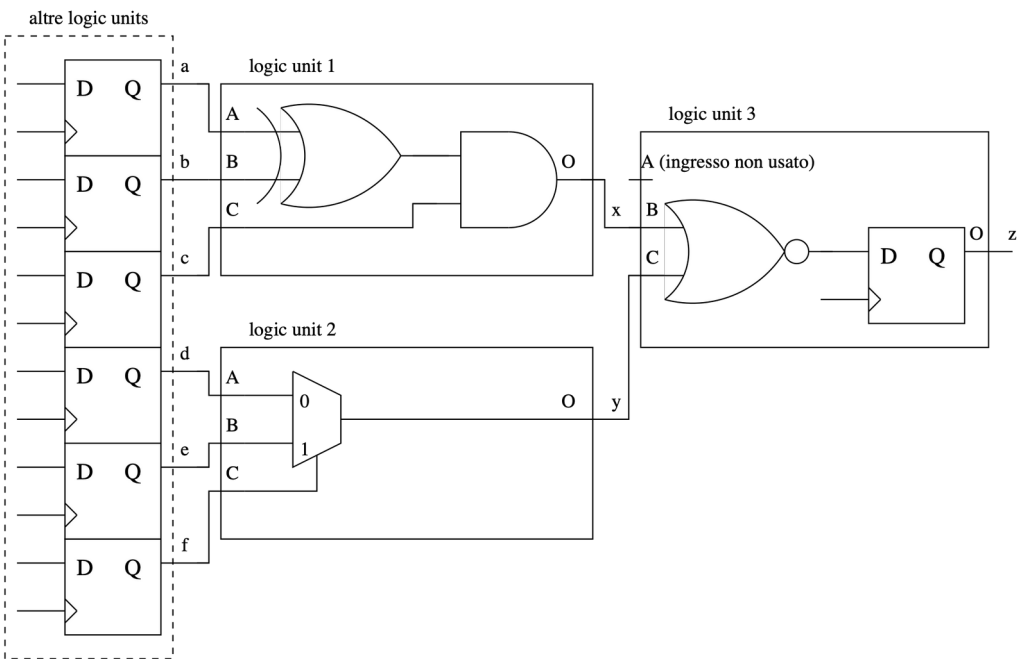 altre logic units
D Q
a
D Q
b
D Q
c
D Q
d
D Q
e
D Q
f
logic unit 1
A
B
C
O
x
logic unit 2
A
B
C
0
1
O
y
logic unit 3
A (ingresso non usato)
B
C
D Q
O
z